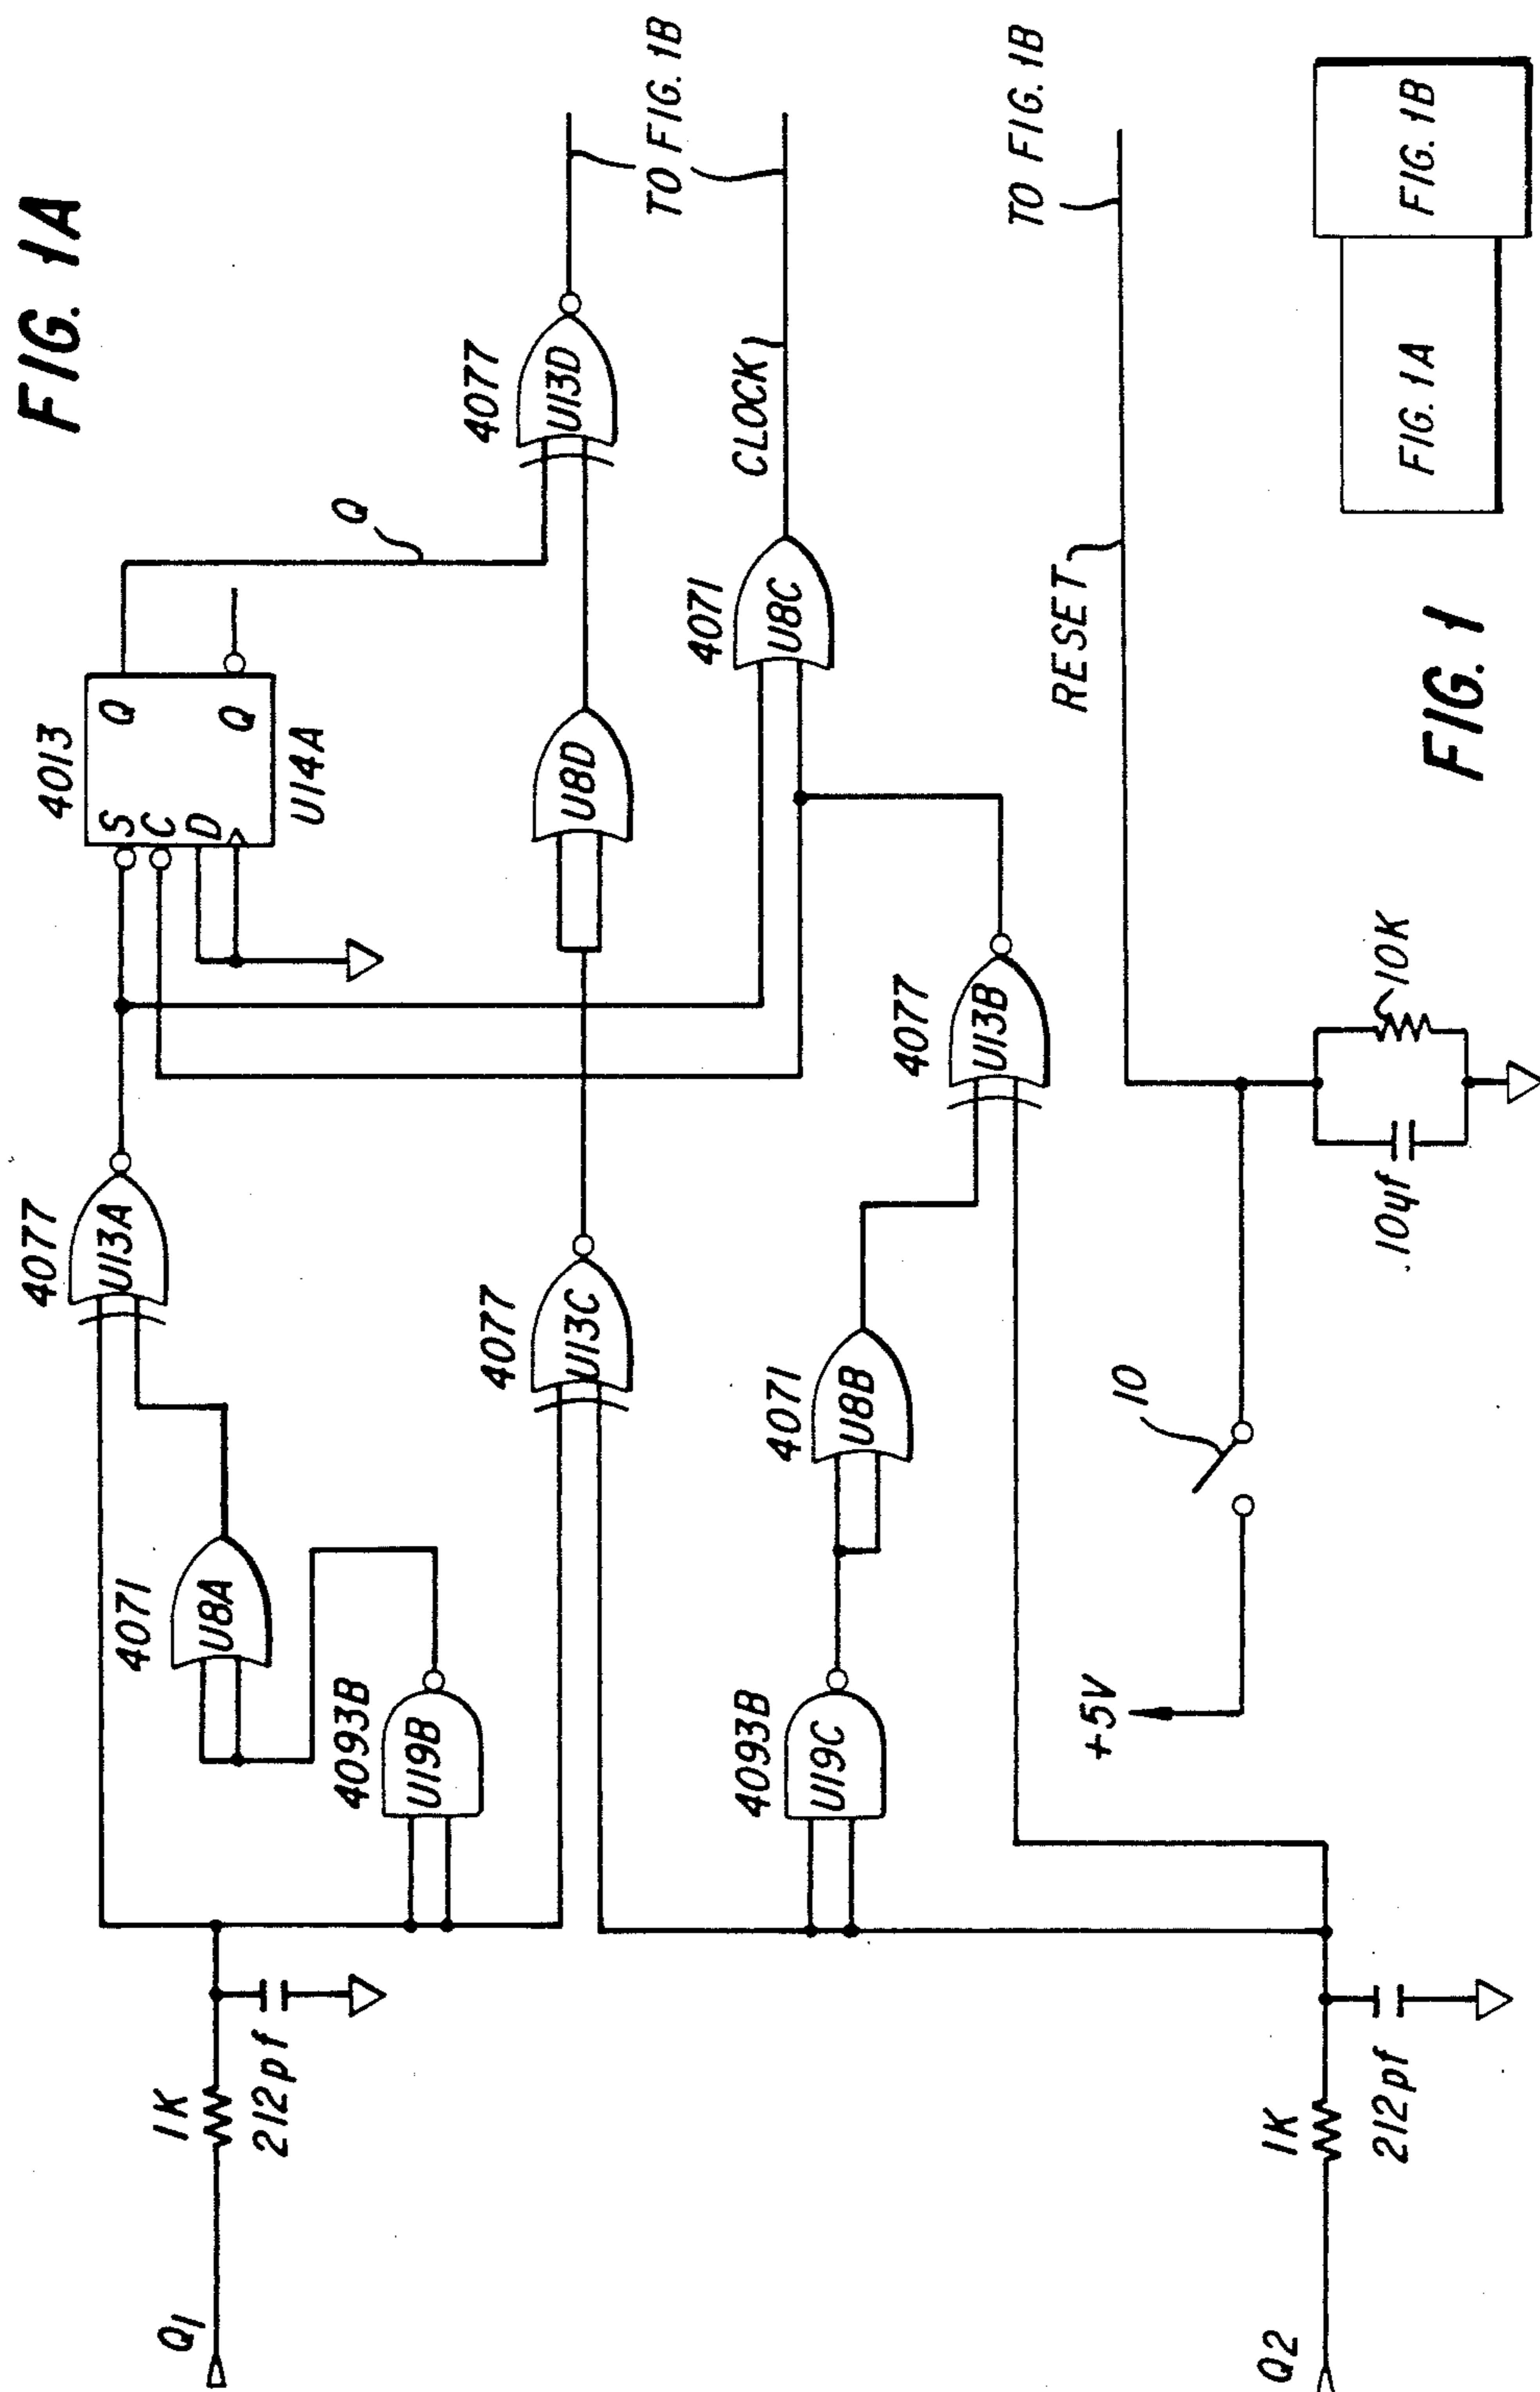 FIG. 1A
4077
U13A
4013
S
C
D
Q
Q
U14A
Q
4071
U8A
4093B
U19B
4077
U13C
U8D
4077
U13D
TO FIG. 1B
Q1
1K
212pf
4071
U8C
CLOCK
4093B
U19C
4071
U8B
4077
U13B
TO FIG. 1B
RESET
+5V
10
Q2
1K
212pf
.10µf
10K
FIG. 1
FIG. 1A
FIG. 1B